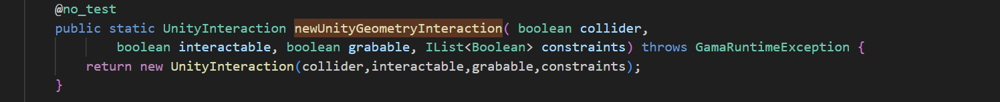 @no_test
public static UnityInteraction newUnityGeometryInteraction( boolean collider,
boolean interactable, boolean grabable, IList<Boolean> constraints) throws GamaRuntimeException {
return new UnityInteraction(collider,interactable,grabable,constraints);
}